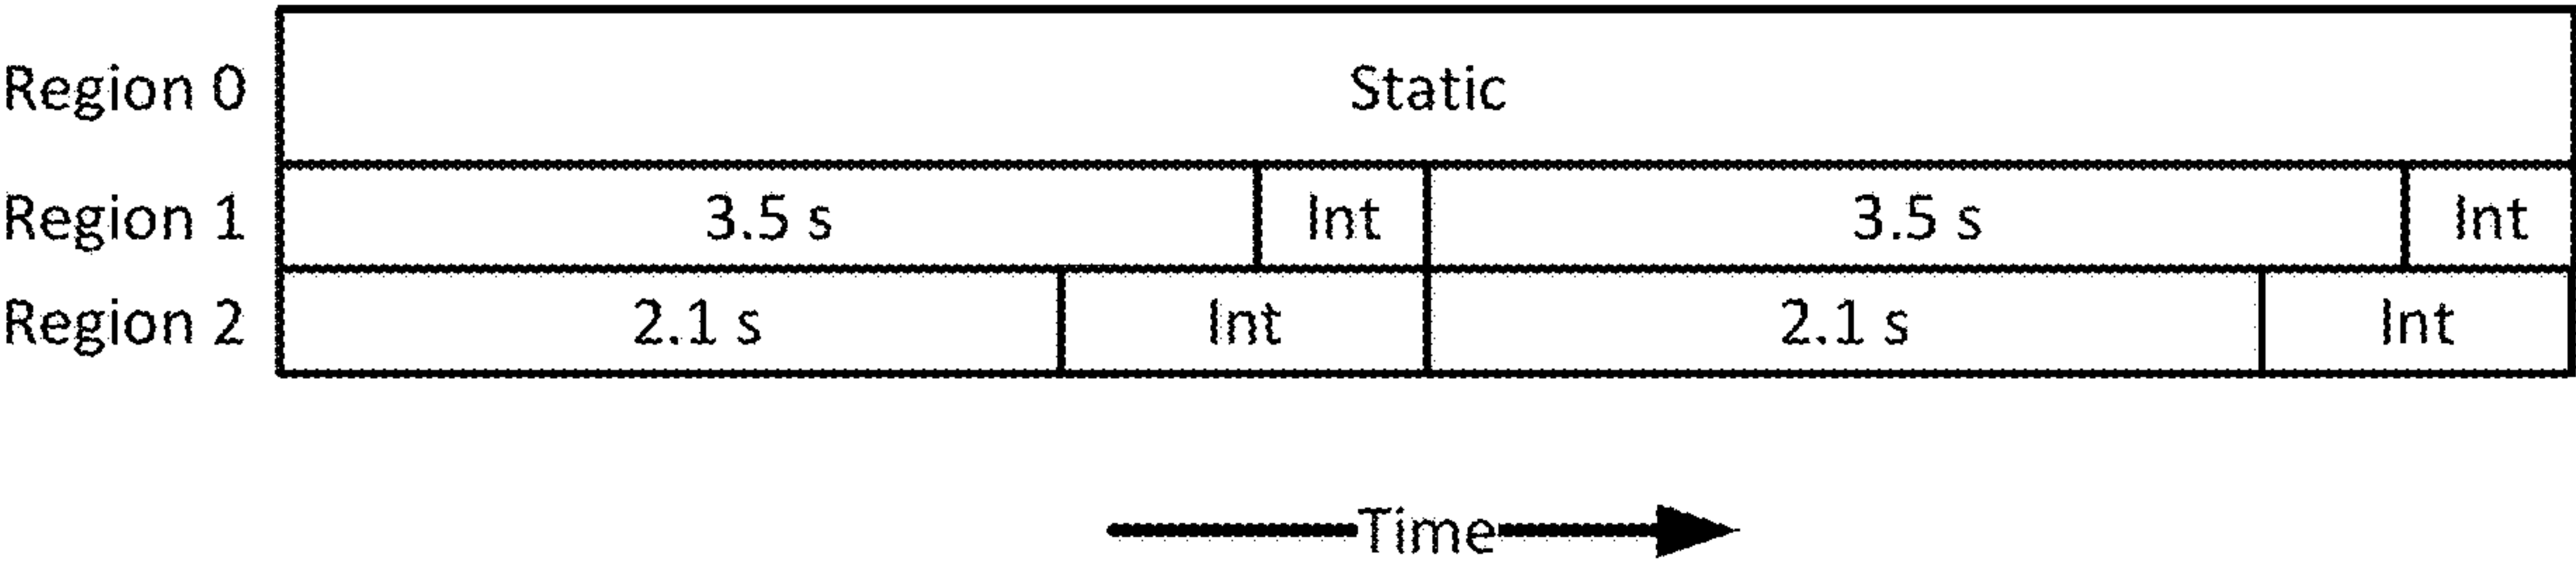 Region 0 Static
Region 1 3.5 s Int 3.5 s Int
Region 2 2.1 s Int 2.1 s Int
Time